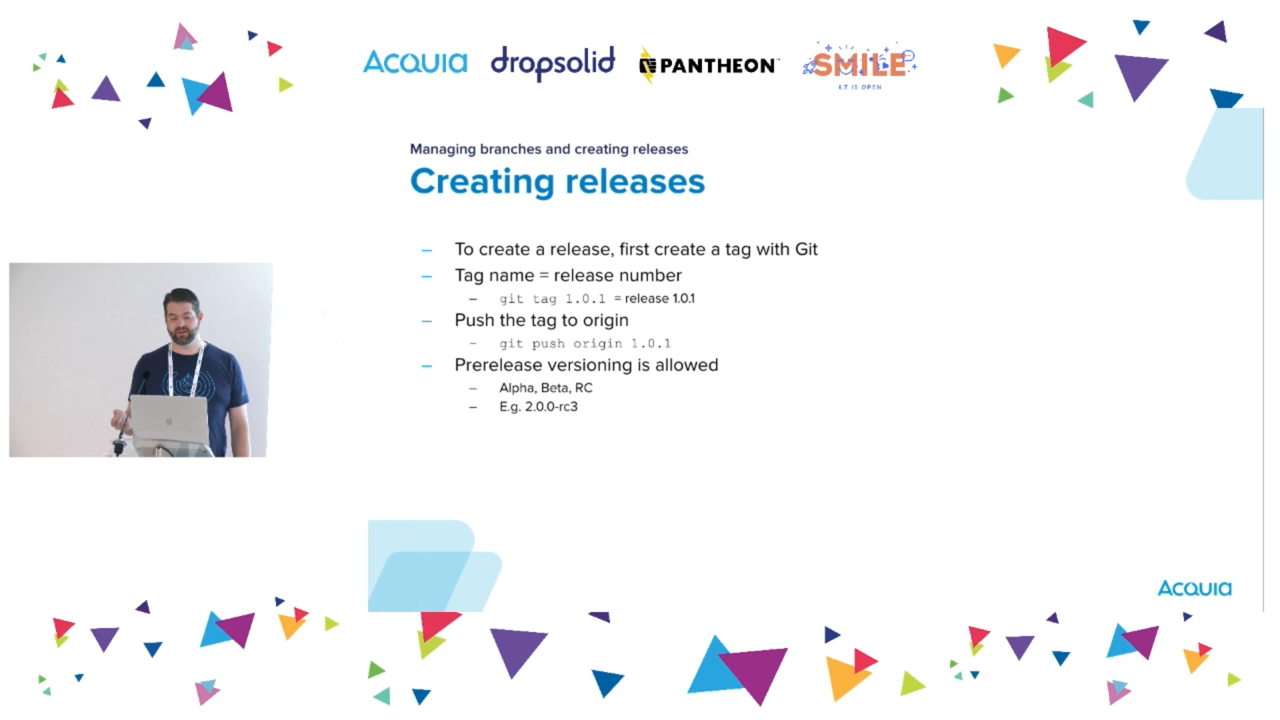 Acquia
dropsolid
PANTHEON
SMILE
I.T IS OPEN
Managing branches and creating releases
Creating releases
– To create a release, first create a tag with Git
– Tag name = release number
– git tag 1.0.1 = release 1.0.1
– Push the tag to origin
– git push origin 1.0.1
– Prerelease versioning is allowed
– Alpha, Beta, RC
– E.g. 2.0.0-rc3
Acquia